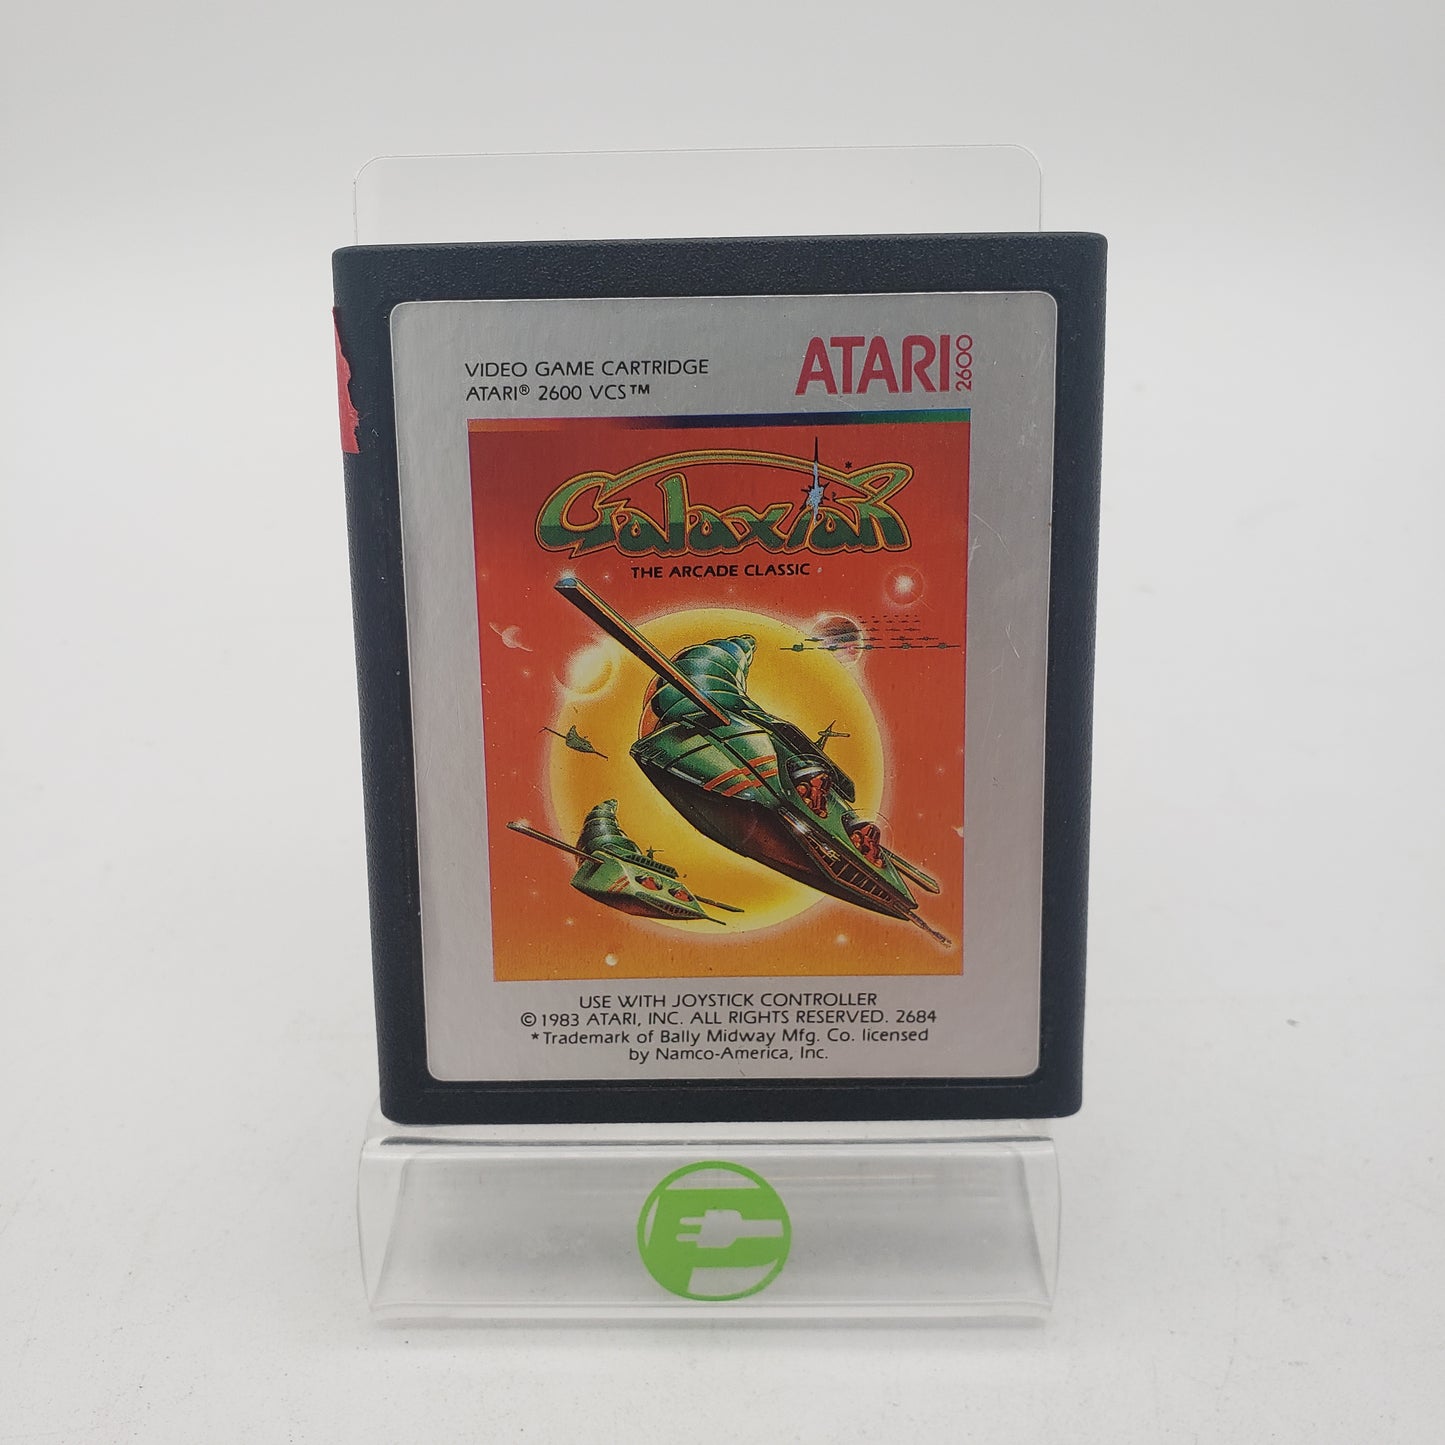 VIDEO GAME CARTRIDGE
ATARI® 2600 VCS™
ATARI 2600
Galaxian*
THE ARCADE CLASSIC
USE WITH JOYSTICK CONTROLLER
© 1983 ATARI, INC. ALL RIGHTS RESERVED. 2684
* Trademark of Bally Midway Mfg. Co. licensed
by Namco-America, Inc.